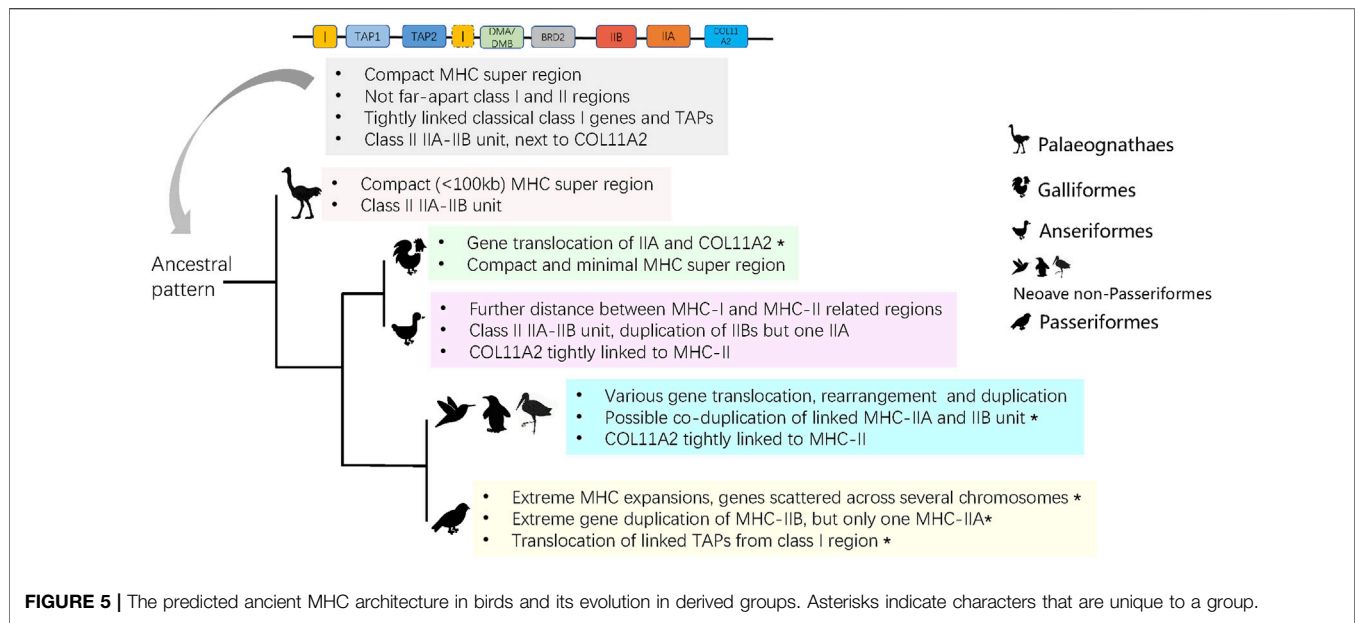 I TAP1 TAP2 I DMA/ DMB BRD2 IIB IIA COL11 A2
• Compact MHC super region
• Not far-apart class I and II regions
• Tightly linked classical class I genes and TAPs
• Class II IIA-IIB unit, next to COL11A2
• Compact (<100kb) MHC super region
• Class II IIA-IIB unit
Ancestral
pattern
• Gene translocation of IIA and COL11A2 *
• Compact and minimal MHC super region
• Further distance between MHC-I and MHC-II related regions
• Class II IIA-IIB unit, duplication of IIBs but one IIA
• COL11A2 tightly linked to MHC-II
• Various gene translocation, rearrangement and duplication
• Possible co-duplication of linked MHC-IIA and IIB unit *
• COL11A2 tightly linked to MHC-II
• Extreme MHC expansions, genes scattered across several chromosomes *
• Extreme gene duplication of MHC-IIB, but only one MHC-IIA*
• Translocation of linked TAPs from class I region *
Palaeognathaes
Galliformes
Anseriformes
Neoave non-Passeriformes
Passeriformes
FIGURE 5 | The predicted ancient MHC architecture in birds and its evolution in derived groups. Asterisks indicate characters that are unique to a group.